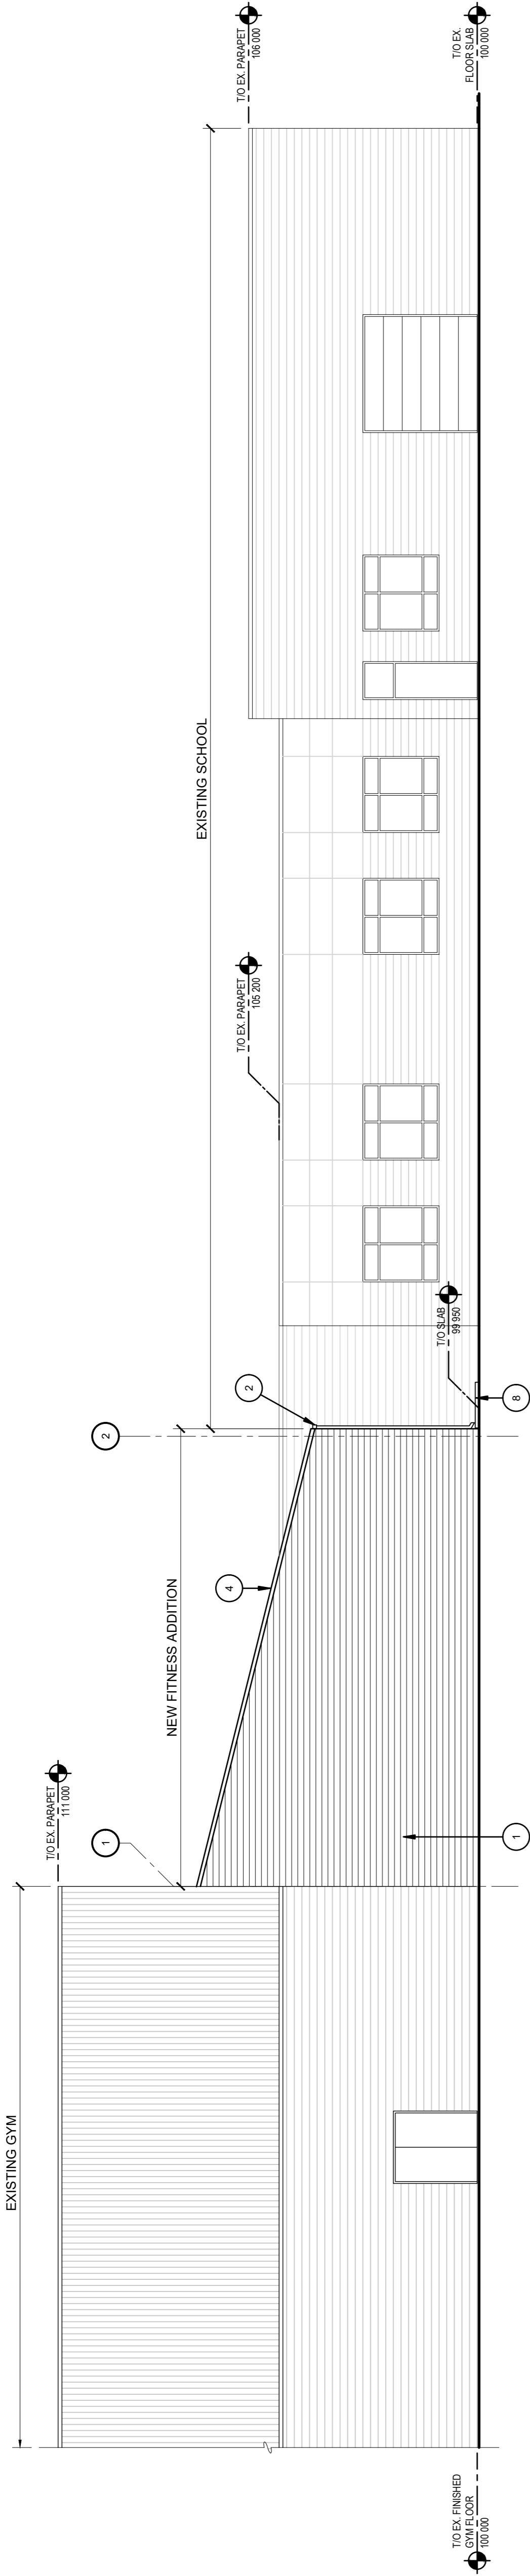 EXISTING GYM
T/O EX. PARAPET
111 000
1
NEW FITNESS ADDITION
4
2
2
T/O EX. PARAPET
105 200
EXISTING SCHOOL
T/O EX. PARAPET
106 000
T/O SLAB
99 950
8
1
T/O EX. FINISHED
GYM FLOOR
100 000
T/O EX.
FLOOR SLAB
100 000